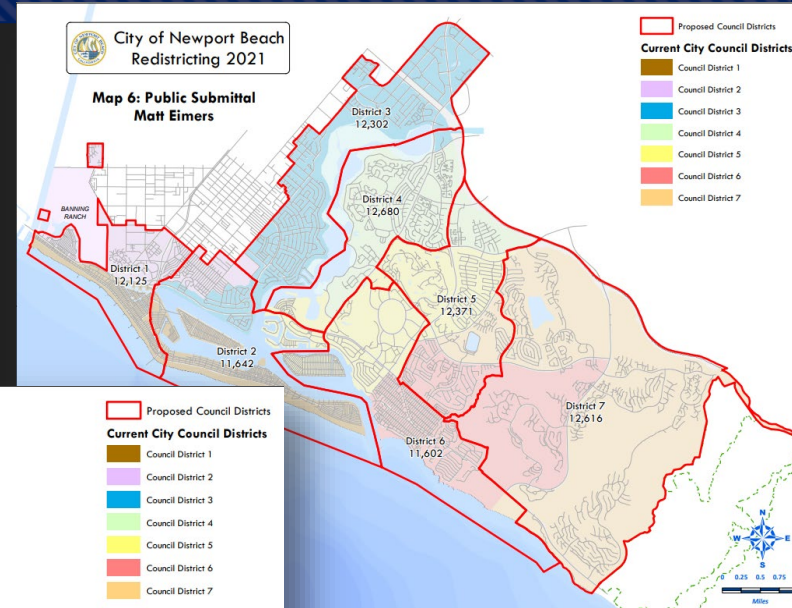 City of Newport Beach
Redistricting 2021
Map 6: Public Submittal
Matt Eimers
Proposed Council Districts
Current City Council Districts
Council District 1
Council District 2
Council District 3
Council District 4
Council District 5
Council District 6
Council District 7
District 3
12,302
District 4
12,680
BANNING
RANCH
District 1
12,125
District 5
12,371
District 2
11,642
District 7
12,616
District 6
11,602
Proposed Council Districts
Current City Council Districts
Council District 1
Council District 2
Council District 3
Council District 4
Council District 5
Council District 6
Council District 7
N
W
E
S
0 0.25 0.5 0.75
Miles